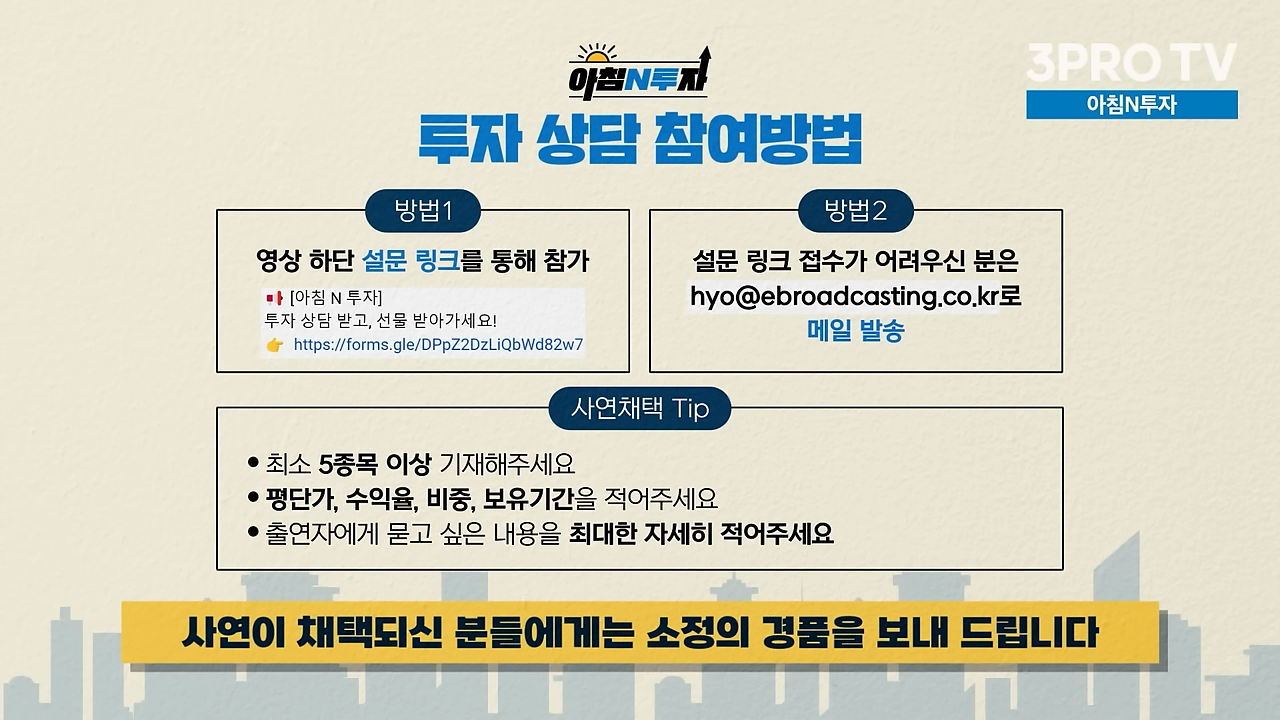 아침N투자
3PRO TV
아침N투자
투자 상담 참여방법
방법1
영상 하단 설문 링크를 통해 참가
[아침 N 투자]
투자 상담 받고, 선물 받아가세요!
https://forms.gle/DPpZ2DzLiQbWd82w7
방법2
설문 링크 접수가 어려우신 분은
hyo@ebroadcasting.co.kr로
메일 발송
사연채택 Tip
• 최소 5종목 이상 기재해주세요
• 평단가, 수익율, 비중, 보유기간을 적어주세요
• 출연자에게 묻고 싶은 내용을 최대한 자세히 적어주세요
사연이 채택되신 분들에게는 소정의 경품을 보내 드립니다